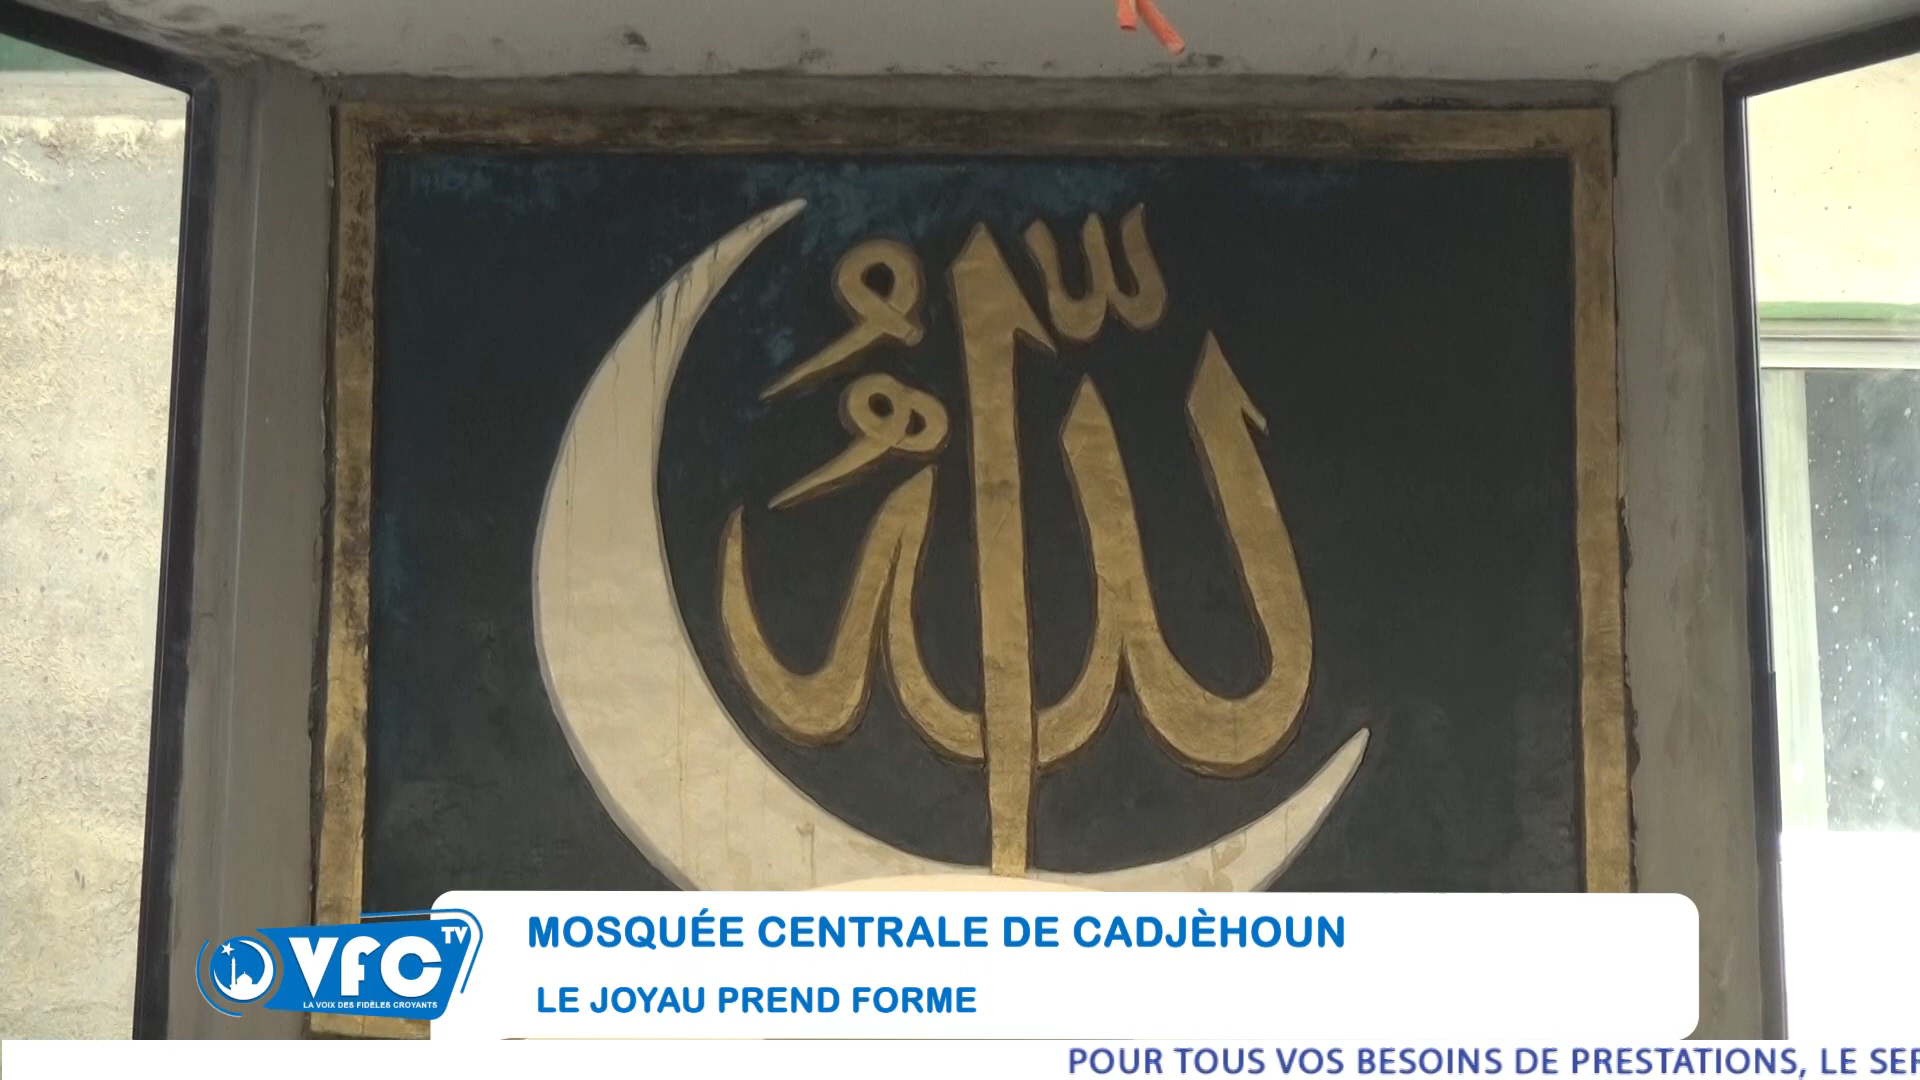 الله
MOSQUÉE CENTRALE DE CADJÈHOUN
LE JOYAU PREND FORME
VFC TV
LA VOIX DES FIDÈLES CROYANTS
POUR TOUS VOS BESOINS DE PRESTATIONS, LE